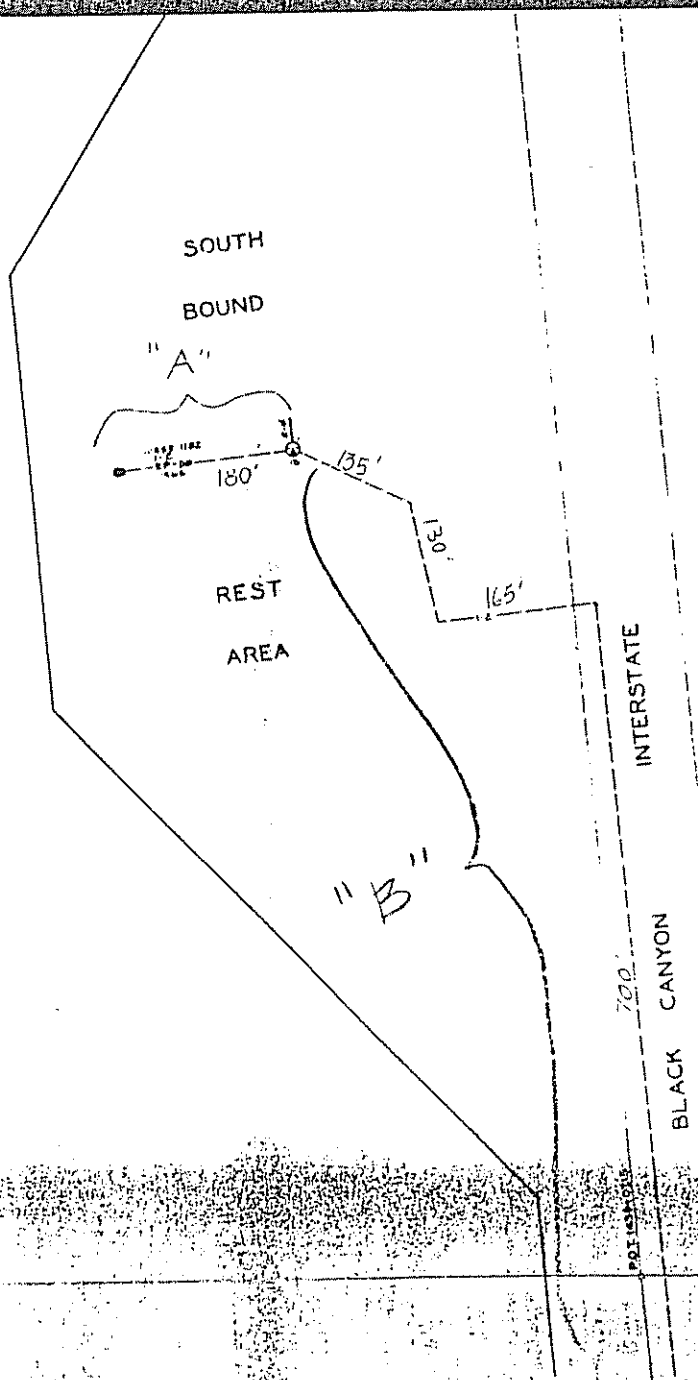 SOUTH
BOUND
"A"
180'
135'
130'
165'
REST
AREA
"B"
700'
BLACK CANYON INTERSTATE